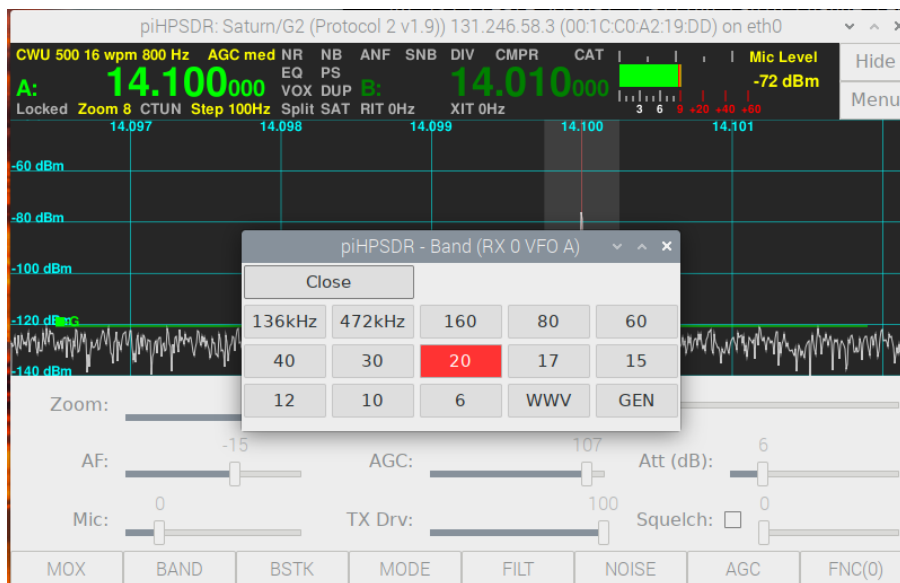 piHPSDR: Saturn/G2 (Protocol 2 v1.9)) 131.246.58.3 (00:1C:C0:A2:19:DD) on eth0
CWU 500 16 wpm 800 Hz AGC med NR NB ANF SNB DIV CMPR CAT
EQ PS
A: 14.100000 VOX DUP B: 14.010000
Locked Zoom 8 CTUN Step 100Hz Split SAT RIT 0Hz XIT 0Hz
Mic Level
-72 dBm
3 6 9 +20 +40 +60
Hide
Menu
14.097 14.098 14.099 14.100 14.101
-60 dBm
-80 dBm
-100 dBm
-120 dBm G
-140 dBm
piHPSDR - Band (RX 0 VFO A)
Close
136kHz 472kHz 160 80 60
40 30 20 17 15
12 10 6 WWV GEN
Zoom:
-15 107 6
AF: AGC: Att (dB):
0 100 0
Mic: TX Drv: Squelch:
MOX BAND BSTK MODE FILT NOISE AGC FNC(0)